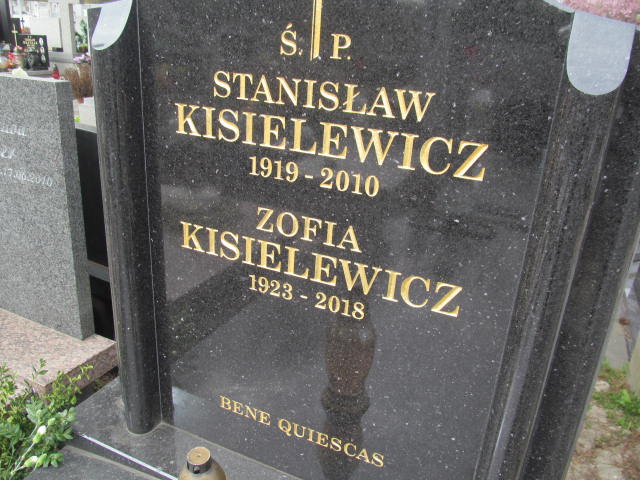 Ś. P.
STANISŁAW
KISIELEWICZ
1919 - 2010
ZOFIA
KISIELEWICZ
1923 - 2018
BENE QUIESCAS